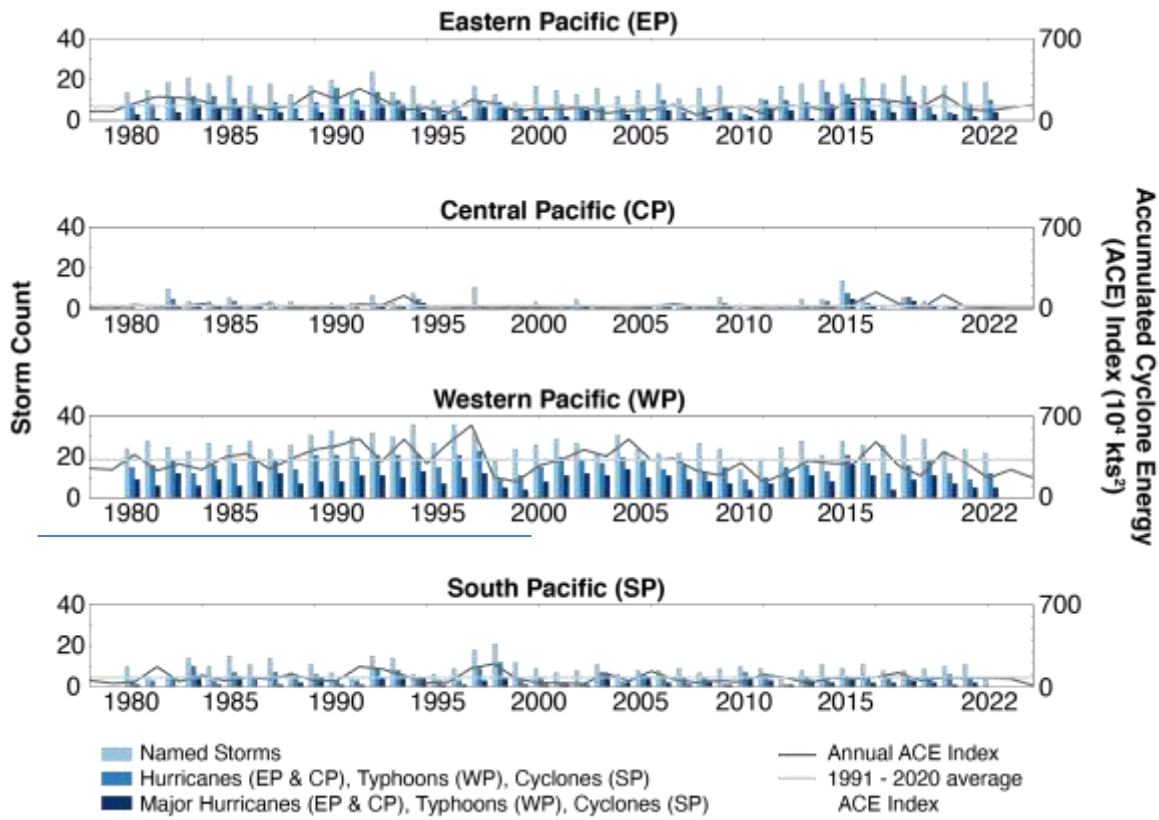 Eastern Pacific (EP)
40 700
20
0 0
1980 1985 1990 1995 2000 2005 2010 2015 2022
Central Pacific (CP)
40 700
20
0 0
1980 1985 1990 1995 2000 2005 2010 2015 2022
Western Pacific (WP)
40 700
20
0 0
1980 1985 1990 1995 2000 2005 2010 2015 2022
South Pacific (SP)
40 700
20
0 0
1980 1985 1990 1995 2000 2005 2010 2015 2022
Storm Count
Accumulated Cyclone Energy
(ACE) Index (10⁴ kts²)
Named Storms
Hurricanes (EP & CP), Typhoons (WP), Cyclones (SP)
Major Hurricanes (EP & CP), Typhoons (WP), Cyclones (SP)
Annual ACE Index
1991 - 2020 average
ACE Index